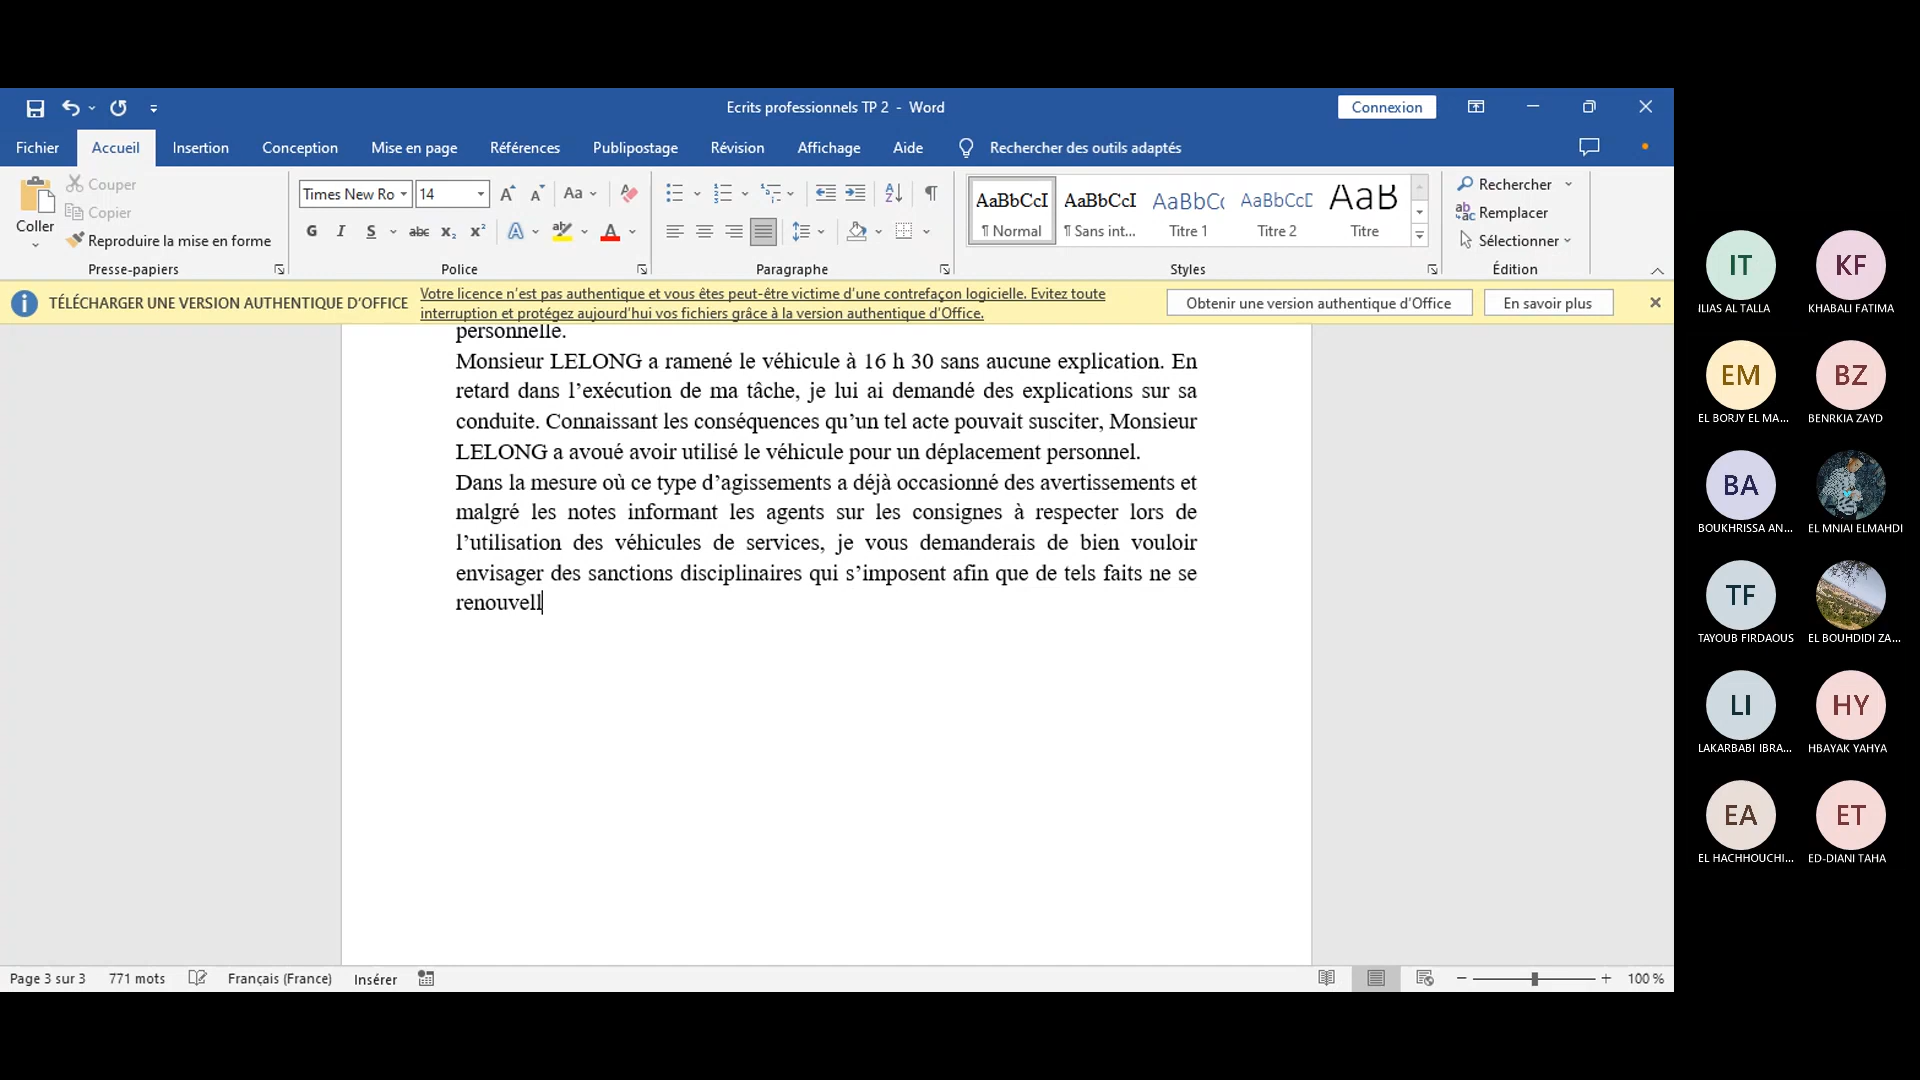 Ecrits professionnels TP 2 - Word
Connexion
Fichier
Accueil
Insertion
Conception
Mise en page
Références
Publipostage
Révision
Affichage
Aide
Rechercher des outils adaptés
Coller
Couper
Copier
Reproduire la mise en forme
Presse-papiers
Times New Ro
14
Aa
G I S abc x₂ x² A ab A
Police
Paragraphe
AaBbCcI
¶ Normal
AaBbCcI
¶ Sans int...
AaBbCc
Titre 1
AaBbCcD
Titre 2
AaB
Titre
Styles
Rechercher
Remplacer
Sélectionner
Édition
TÉLÉCHARGER UNE VERSION AUTHENTIQUE D’OFFICE
Votre licence n’est pas authentique et vous êtes peut-être victime d’une contrefaçon logicielle. Evitez toute
interruption et protégez aujourd’hui vos fichiers grâce à la version authentique d’Office.
Obtenir une version authentique d’Office
En savoir plus
personnelle.
Monsieur LELONG a ramené le véhicule à 16 h 30 sans aucune explication. En
retard dans l’exécution de ma tâche, je lui ai demandé des explications sur sa
conduite. Connaissant les conséquences qu’un tel acte pouvait susciter, Monsieur
LELONG a avoué avoir utilisé le véhicule pour un déplacement personnel.
Dans la mesure où ce type d’agissements a déjà occasionné des avertissements et
malgré les notes informant les agents sur les consignes à respecter lors de
l’utilisation des véhicules de services, je vous demanderais de bien vouloir
envisager des sanctions disciplinaires qui s’imposent afin que de tels faits ne se
renouvell
Page 3 sur 3
771 mots
Français (France)
Insérer
100 %
IT
ILIAS AL TALLA
KF
KHABALI FATIMA
EM
EL BORJY EL MA...
BZ
BENRKIA ZAYD
BA
BOUKHRISSA AN...
EL MNIAI ELMAHDI
TF
TAYOUB FIRDAOUS
EL BOUHDIDI ZA...
LI
LAKARBABI IBRA...
HY
HBAYAK YAHYA
EA
EL HACHHOUCHI...
ET
ED-DIANI TAHA